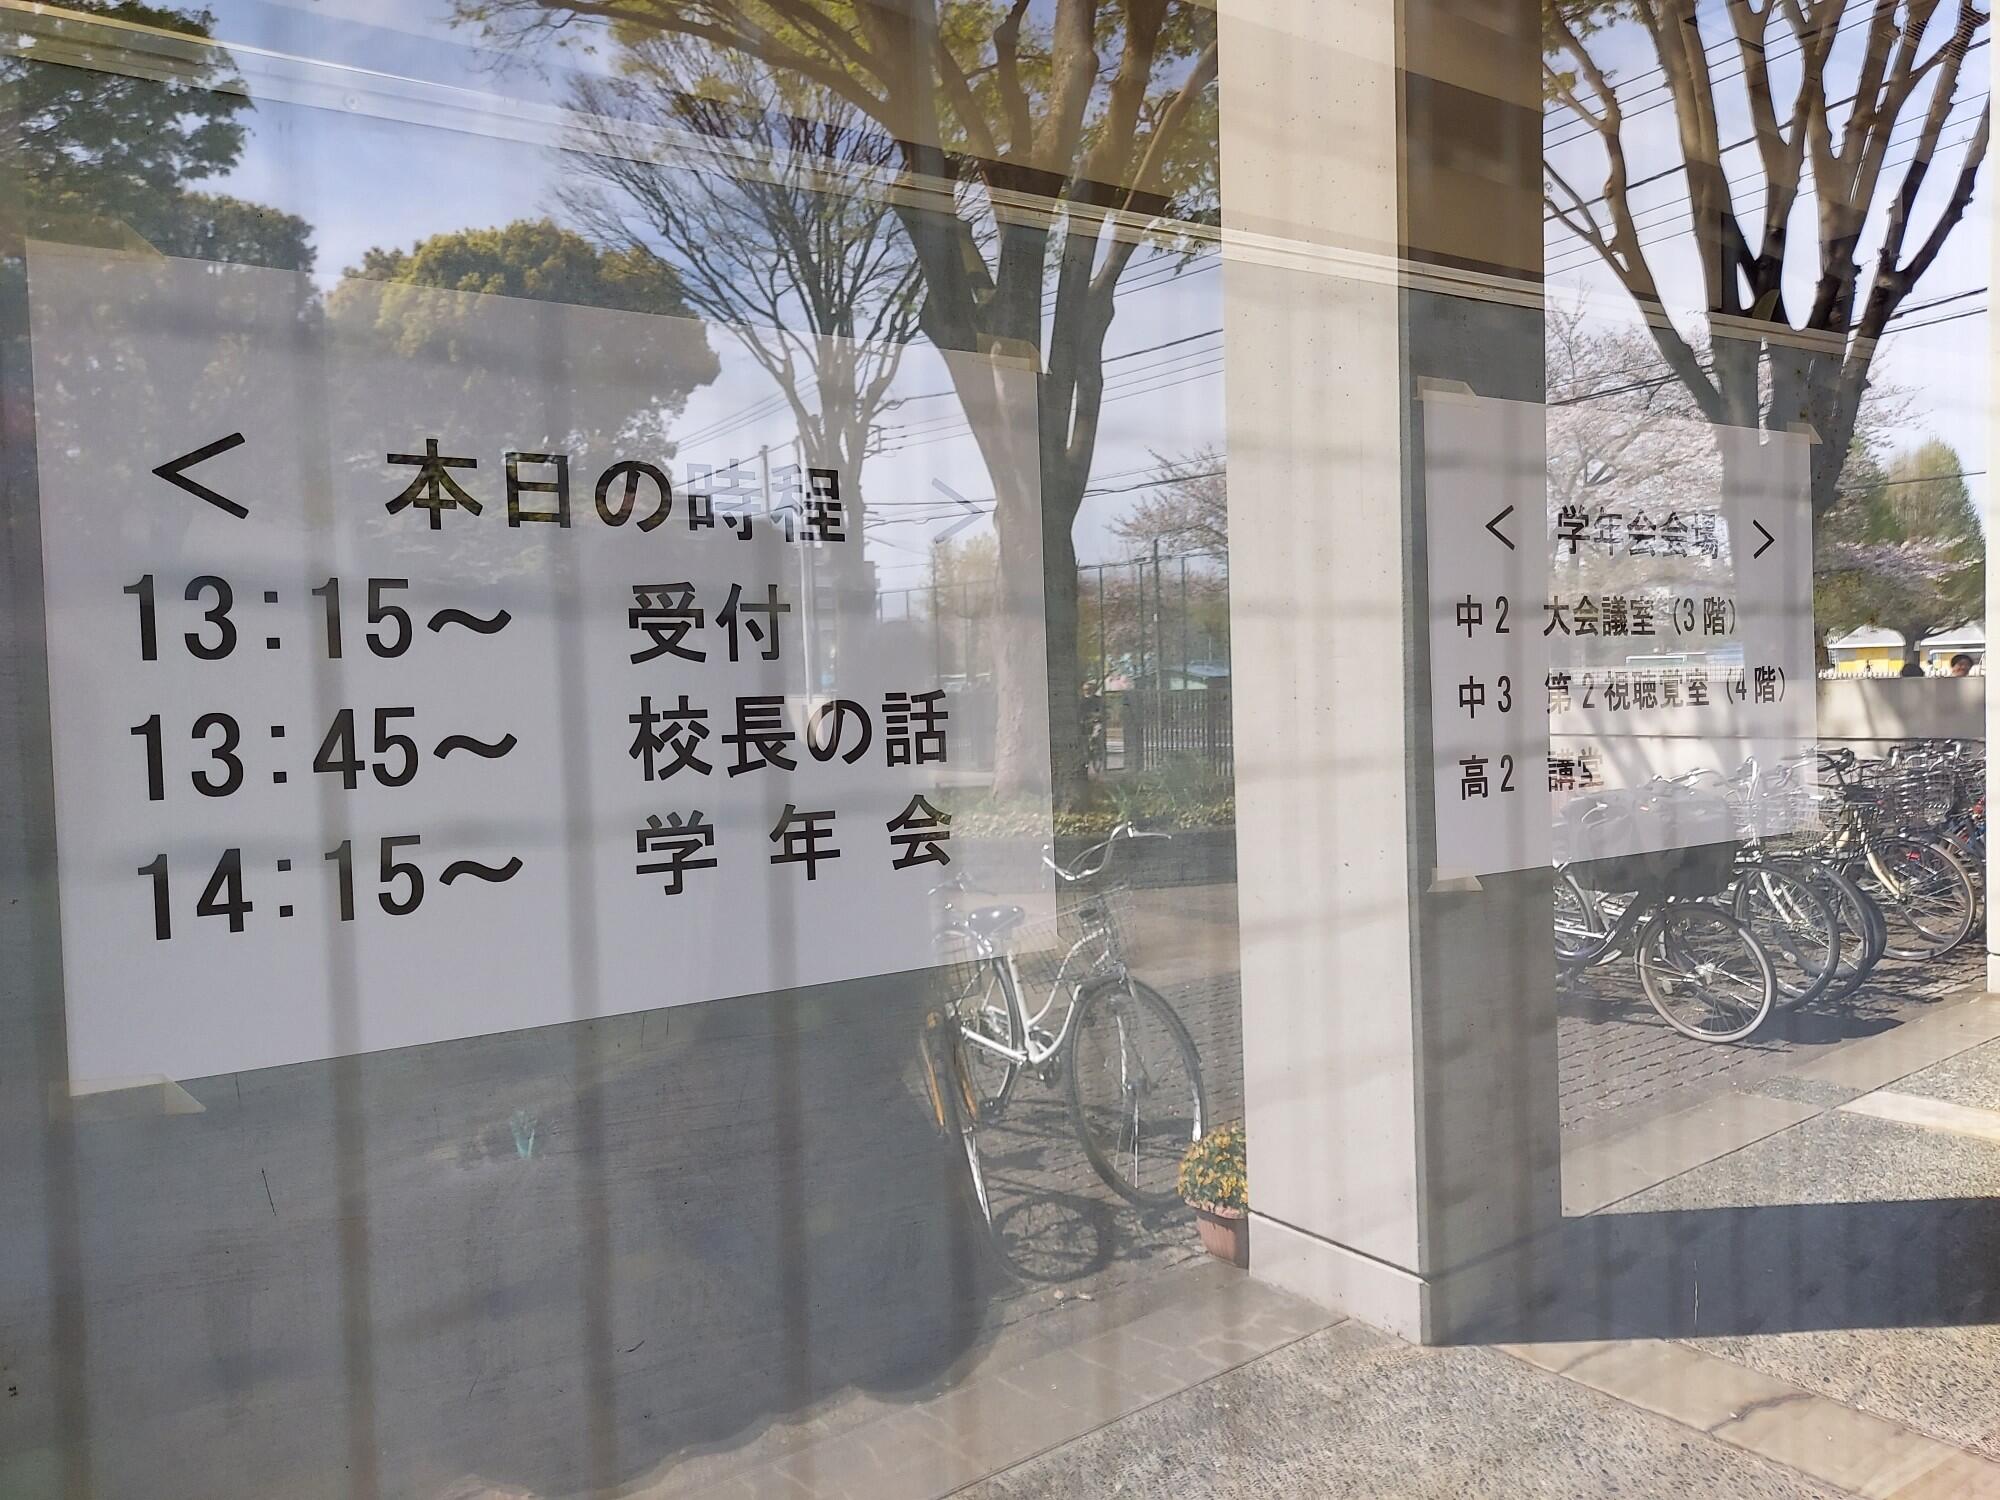 ＜　本日の時程　＞
13：15～　受付
13：45～　校長の話
14：15～　学 年 会
＜　学年会会場　＞
中2　大会議室（3階）
中3　第2視聴覚室（4階）
高2　講堂